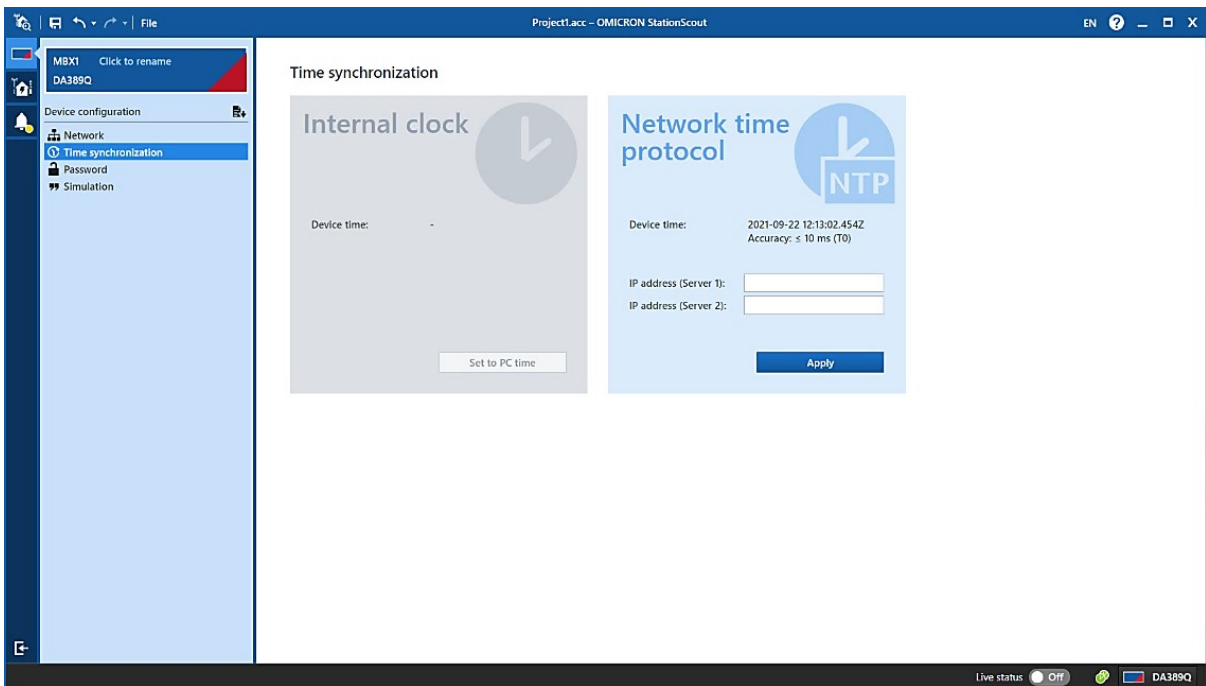 File
Project1.acc – OMICRON StationScout
EN
MBX1 Click to rename
DA389Q
Device configuration
Network
Time synchronization
Password
Simulation
Time synchronization
Internal clock
Device time: -
Set to PC time
Network time
protocol
NTP
Device time: 2021-09-22 12:13:02.454Z
Accuracy: ≤ 10 ms (T0)
IP address (Server 1):
IP address (Server 2):
Apply
Live status Off DA389Q